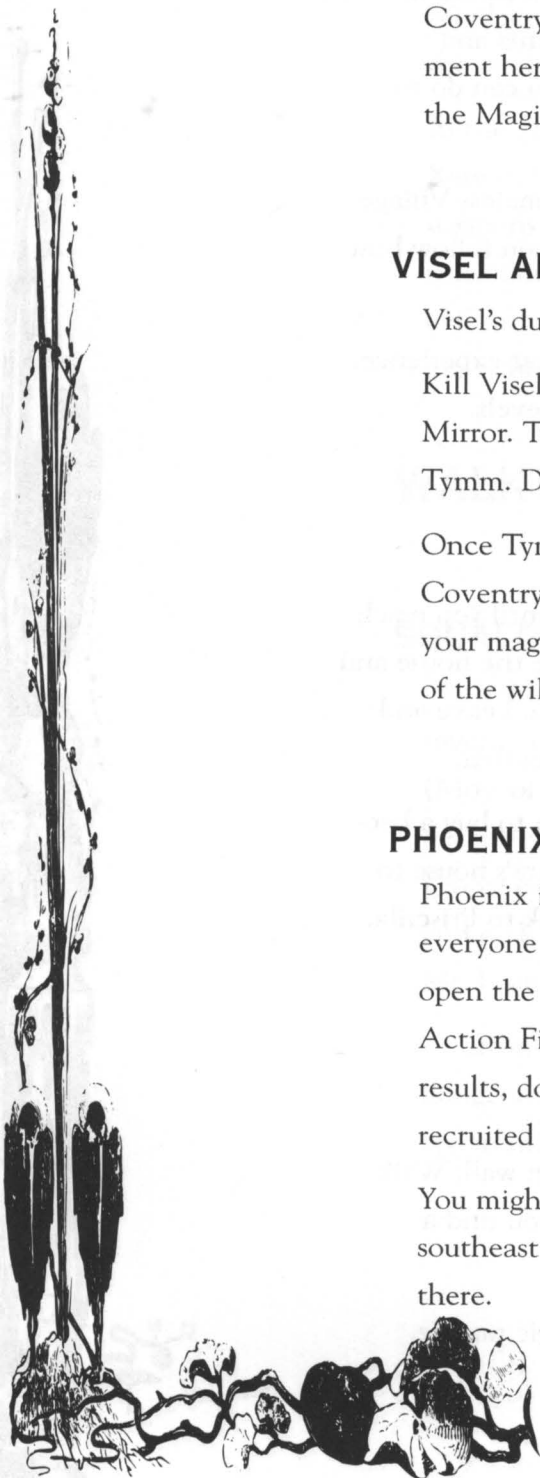 Coventry
ment her
the Magi
VISEL A
Visel's du
Kill Visel
Mirror. T
Tymm. D
Once Tyr
Coventry
your mag
of the wil
PHOENIX
Phoenix i
everyone
open the
Action Fi
results, do
recruited
You migh
southeast
there.